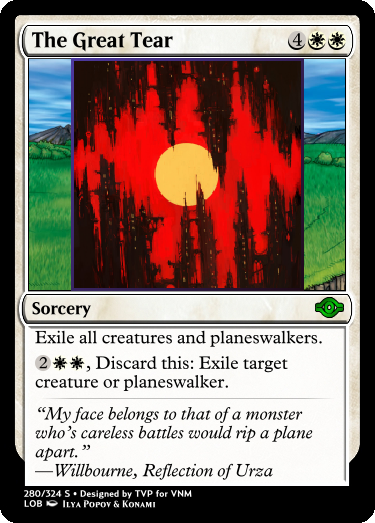 The Great Tear 4
Sorcery
Exile all creatures and planeswalkers.
2, Discard this: Exile target
creature or planeswalker.
“My face belongs to that of a monster
who’s careless battles would rip a plane
apart.”
—Willbourne, Reflection of Urza
280/324 S • Designed by TVP for VNM
LOB Ilya Popov & Konami